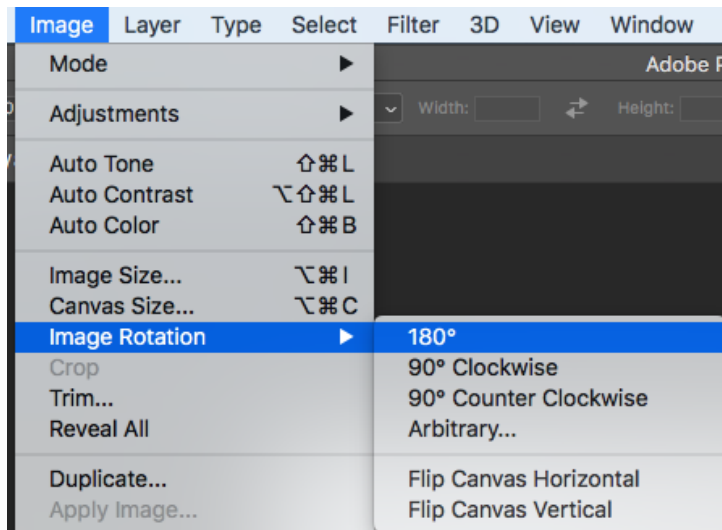 Image Layer Type Select Filter 3D View Window
Mode ▶
Adobe
Adjustments ▶
Width: Height:
Auto Tone ⇧⌘L
Auto Contrast ⌥⇧⌘L
Auto Color ⇧⌘B
Image Size... ⌥⌘I
Canvas Size... ⌥⌘C
Image Rotation ▶
180°
Crop
90° Clockwise
Trim...
90° Counter Clockwise
Reveal All
Arbitrary...
Duplicate...
Flip Canvas Horizontal
Apply Image...
Flip Canvas Vertical